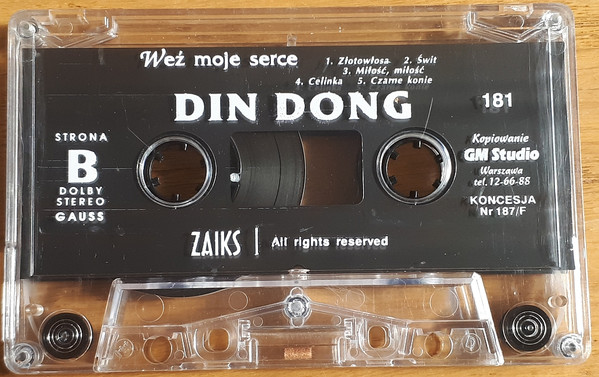 Weź moje serce
1. Złotowłosa 2. Świt
3. Miłość, miłość
4. Celinka 5. Czarne konie
DIN DONG
181
STRONA
B
DOLBY
STEREO
GAUSS
Kopiowanie
GM Studio
Warszawa
tel. 12-66-88
KONCESJA
Nr 187/F
ZAIKS | All rights reserved